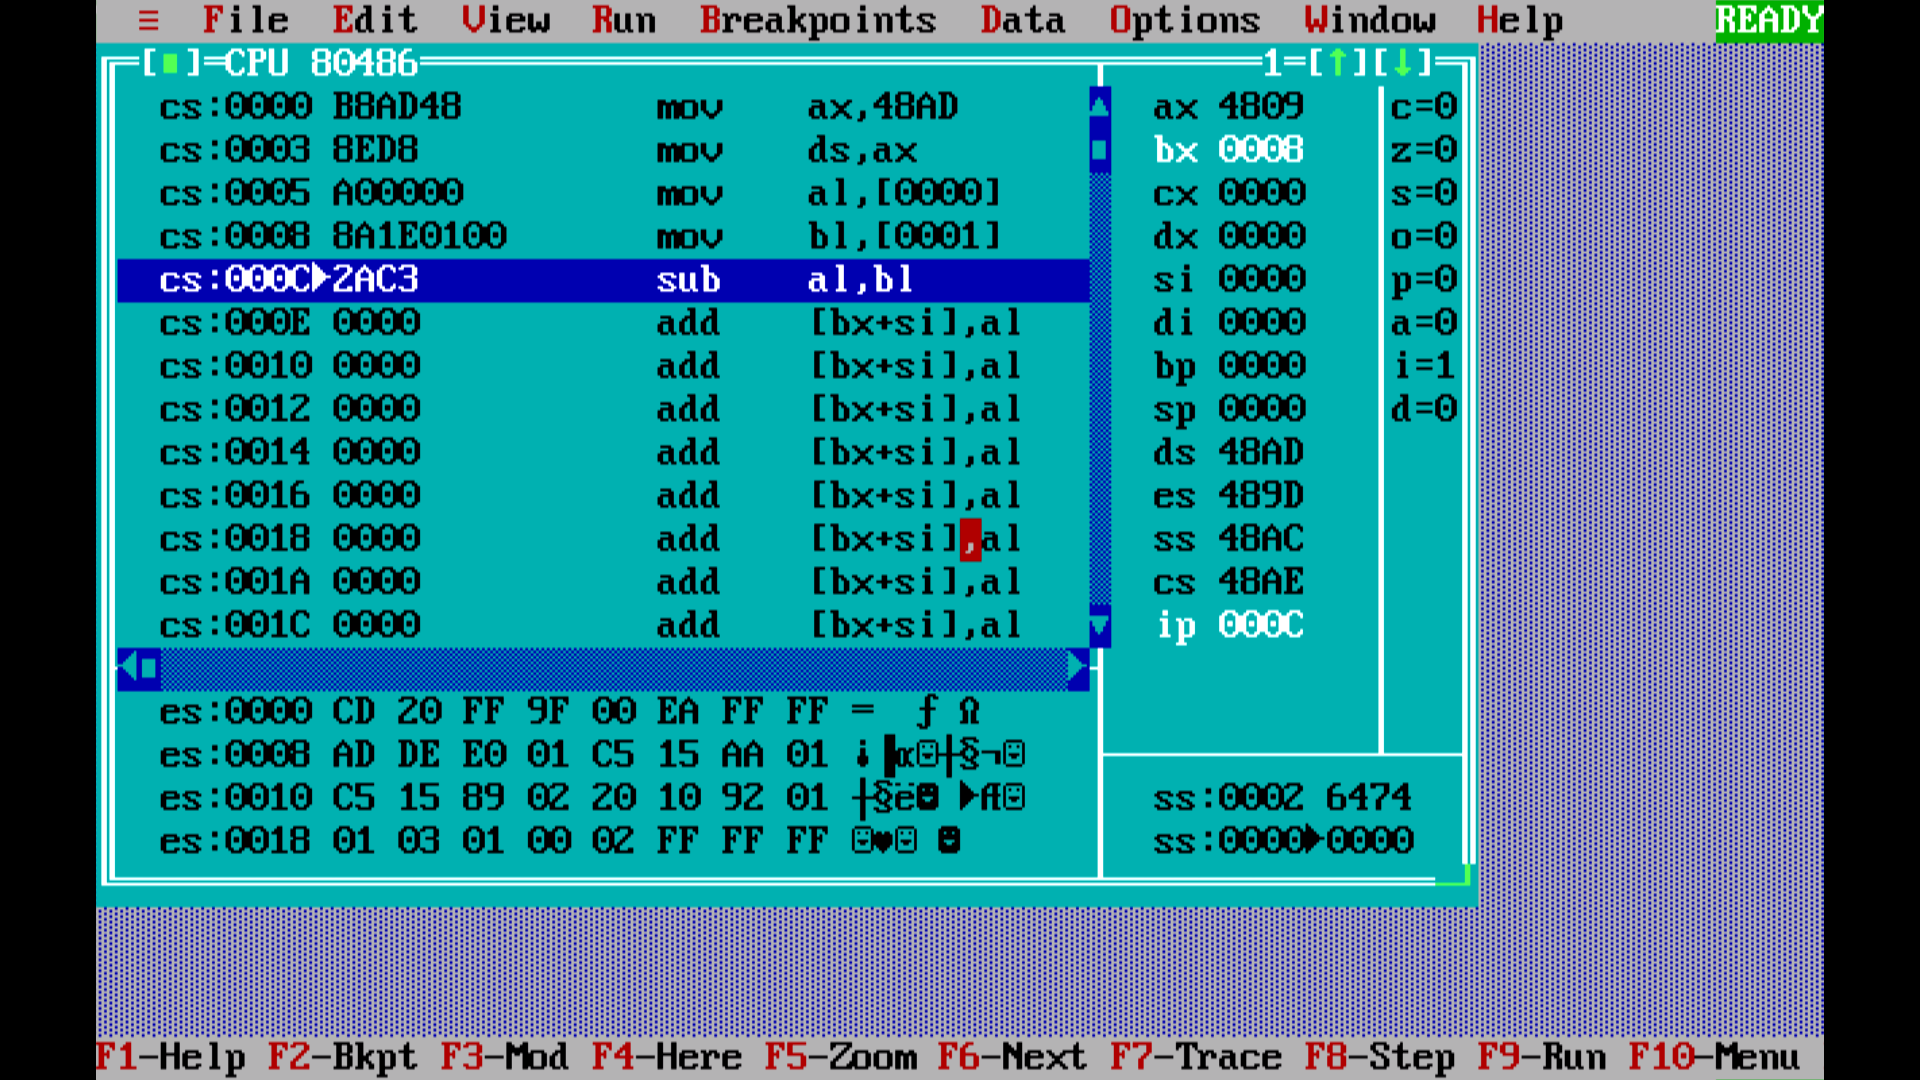 ≡ File Edit View Run Breakpoints Data Options Window Help READY
[■]=CPU 80486 1=[↑][↓]
cs:0000 B8AD48 mov ax,48AD
cs:0003 8ED8 mov ds,ax
cs:0005 A00000 mov al,[0000]
cs:0008 8A1E0100 mov bl,[0001]
cs:000C►2AC3 sub al,bl
cs:000E 0000 add [bx+si],al
cs:0010 0000 add [bx+si],al
cs:0012 0000 add [bx+si],al
cs:0014 0000 add [bx+si],al
cs:0016 0000 add [bx+si],al
cs:0018 0000 add [bx+si],al
cs:001A 0000 add [bx+si],al
cs:001C 0000 add [bx+si],al
ax 4809 c=0
bx 0008 z=0
cx 0000 s=0
dx 0000 o=0
si 0000 p=0
di 0000 a=0
bp 0000 i=1
sp 0000 d=0
ds 48AD
es 489D
ss 48AC
cs 48AE
ip 000C
es:0000 CD 20 FF 9F 00 EA FF FF = ƒ Ω
es:0008 AD DE E0 01 C5 15 AA 01 ¡▐α☺┼§¬☺
es:0010 C5 15 89 02 20 10 92 01 ┼§ë☻ ►Æ☺
es:0018 01 03 01 00 02 FF FF FF ☺♥☺ ☻
ss:0002 6474
ss:0000►0000
F1-Help F2-Bkpt F3-Mod F4-Here F5-Zoom F6-Next F7-Trace F8-Step F9-Run F10-Menu